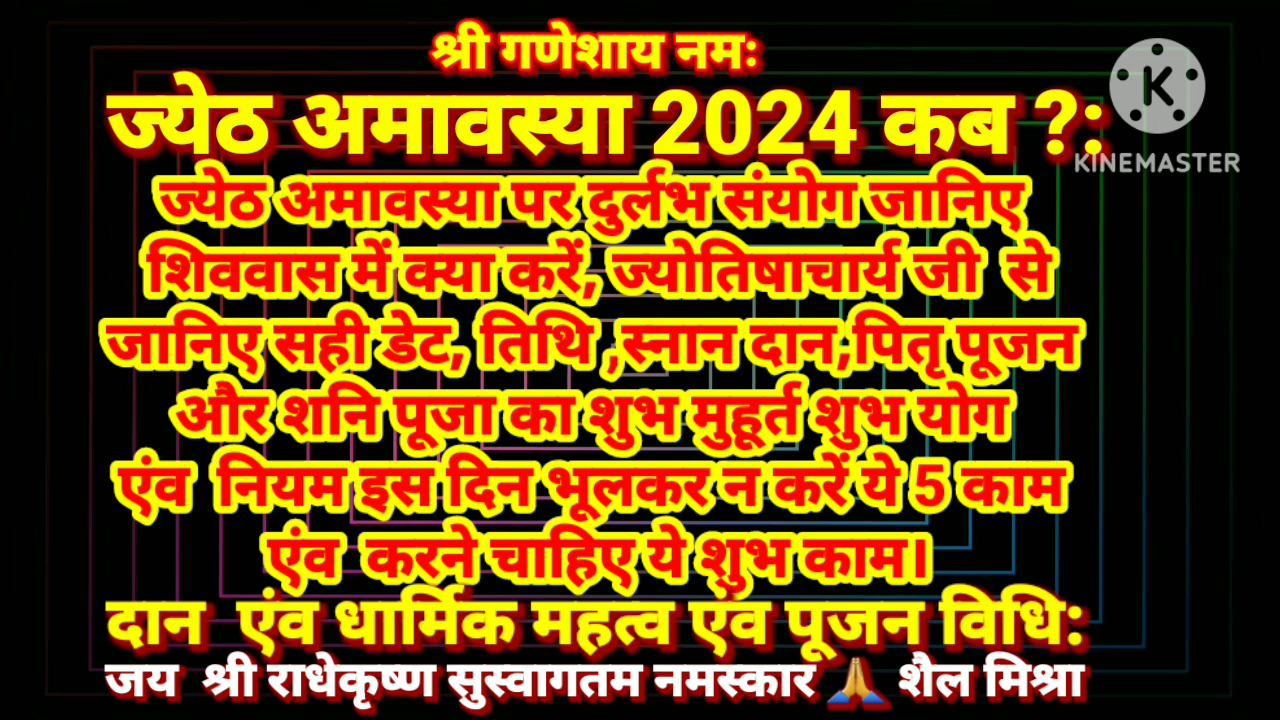 श्री गणेशाय नमः
ज्येठ अमावस्या 2024 कब ?:
K
KINEMASTER
ज्येठ अमावस्या पर दुर्लभ संयोग जानिए
शिववास में क्या करें, ज्योतिषाचार्य जी से
जानिए सही डेट, तिथि ,स्नान दान,पितृ पूजन
और शनि पूजा का शुभ मुहूर्त शुभ योग
एंव नियम इस दिन भूलकर न करें ये 5 काम
एंव करने चाहिए ये शुभ काम।
दान एंव धार्मिक महत्व एंव पूजन विधि:
जय श्री राधेकृष्ण सुस्वागतम नमस्कार 🙏 शैल मिश्रा